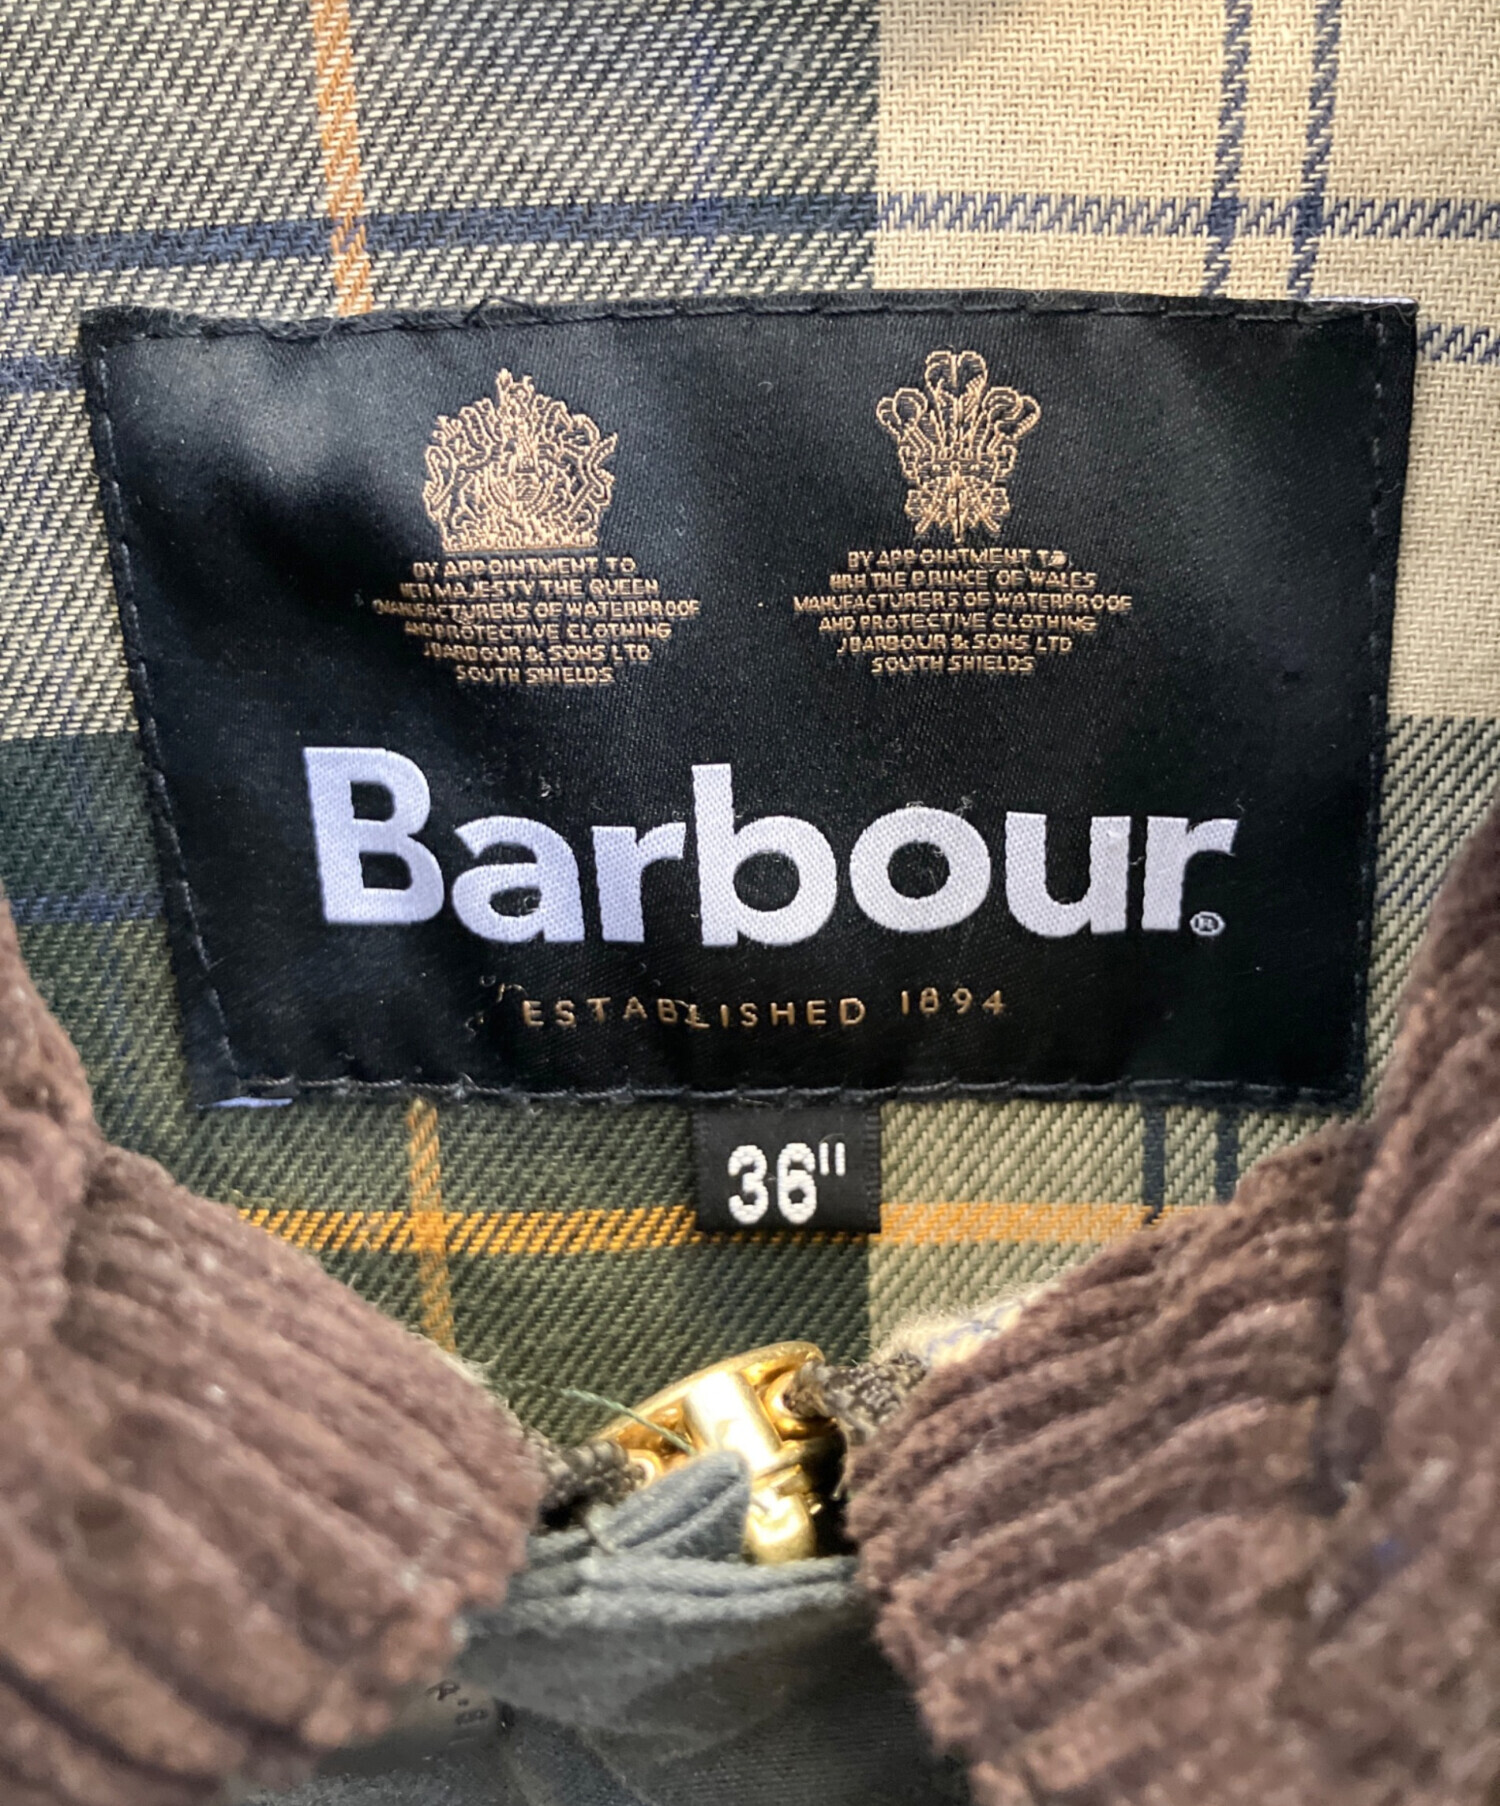 BY APPOINTMENT TO
HER MAJESTY THE QUEEN
MANUFACTURERS OF WATERPROOF
AND PROTECTIVE CLOTHING
J BARBOUR & SONS LTD
SOUTH SHIELDS
BY APPOINTMENT TO
HRH THE PRINCE OF WALES
MANUFACTURERS OF WATERPROOF
AND PROTECTIVE CLOTHING
J BARBOUR & SONS LTD
SOUTH SHIELDS
Barbour®
ESTABLISHED 1894
36"